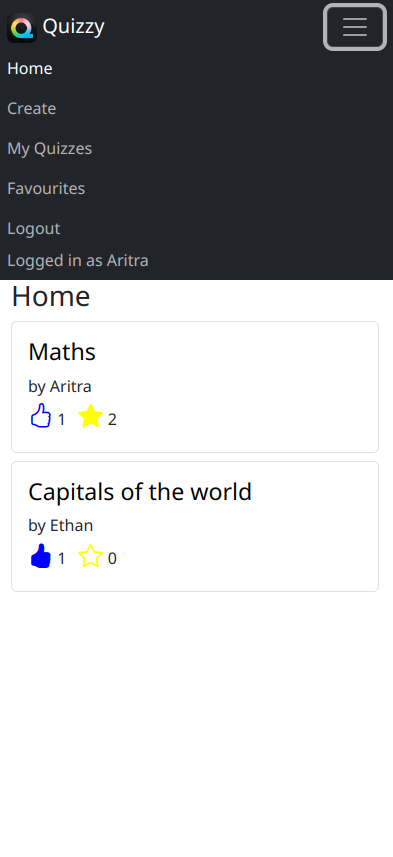 Quizzy
Home
Create
My Quizzes
Favourites
Logout
Logged in as Aritra
Home
Maths
by Aritra
1 2
Capitals of the world
by Ethan
1 0